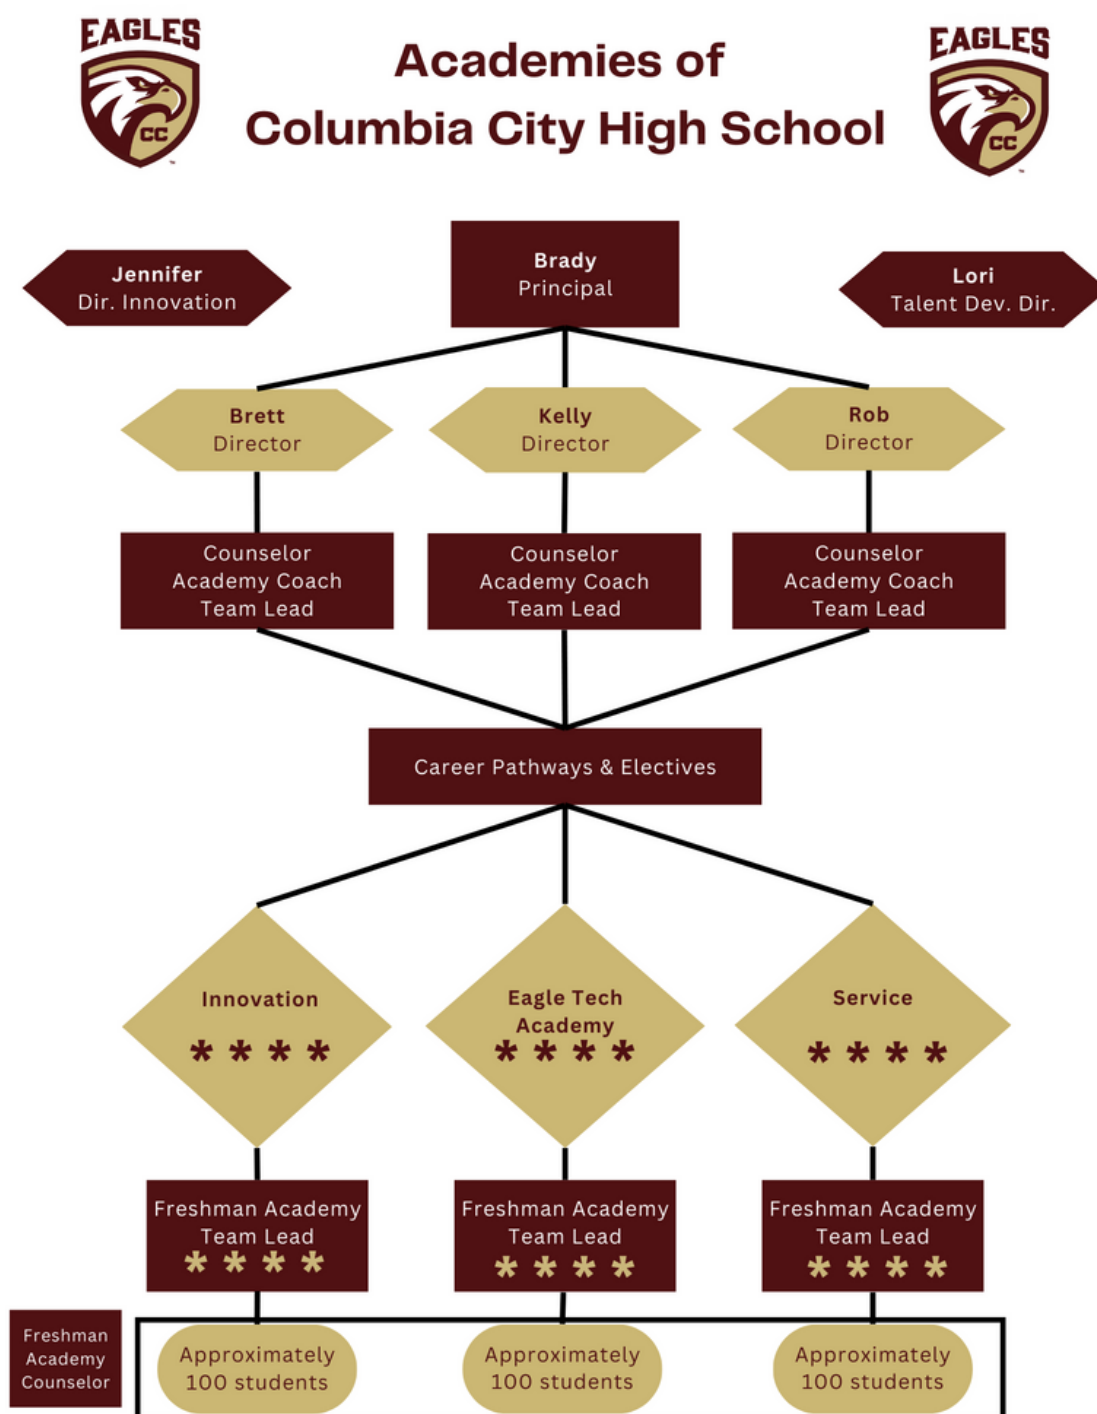 EAGLES
CC
™
Academies of
Columbia City High School
EAGLES
CC
™
Jennifer
Dir. Innovation
Brady
Principal
Lori
Talent Dev. Dir.
Brett
Director
Kelly
Director
Rob
Director
Counselor
Academy Coach
Team Lead
Counselor
Academy Coach
Team Lead
Counselor
Academy Coach
Team Lead
Career Pathways & Electives
Innovation
* * * *
Eagle Tech
Academy
* * * *
Service
* * * *
Freshman Academy
Team Lead
* * * *
Freshman Academy
Team Lead
* * * *
Freshman Academy
Team Lead
* * * *
Freshman
Academy
Counselor
Approximately
100 students
Approximately
100 students
Approximately
100 students